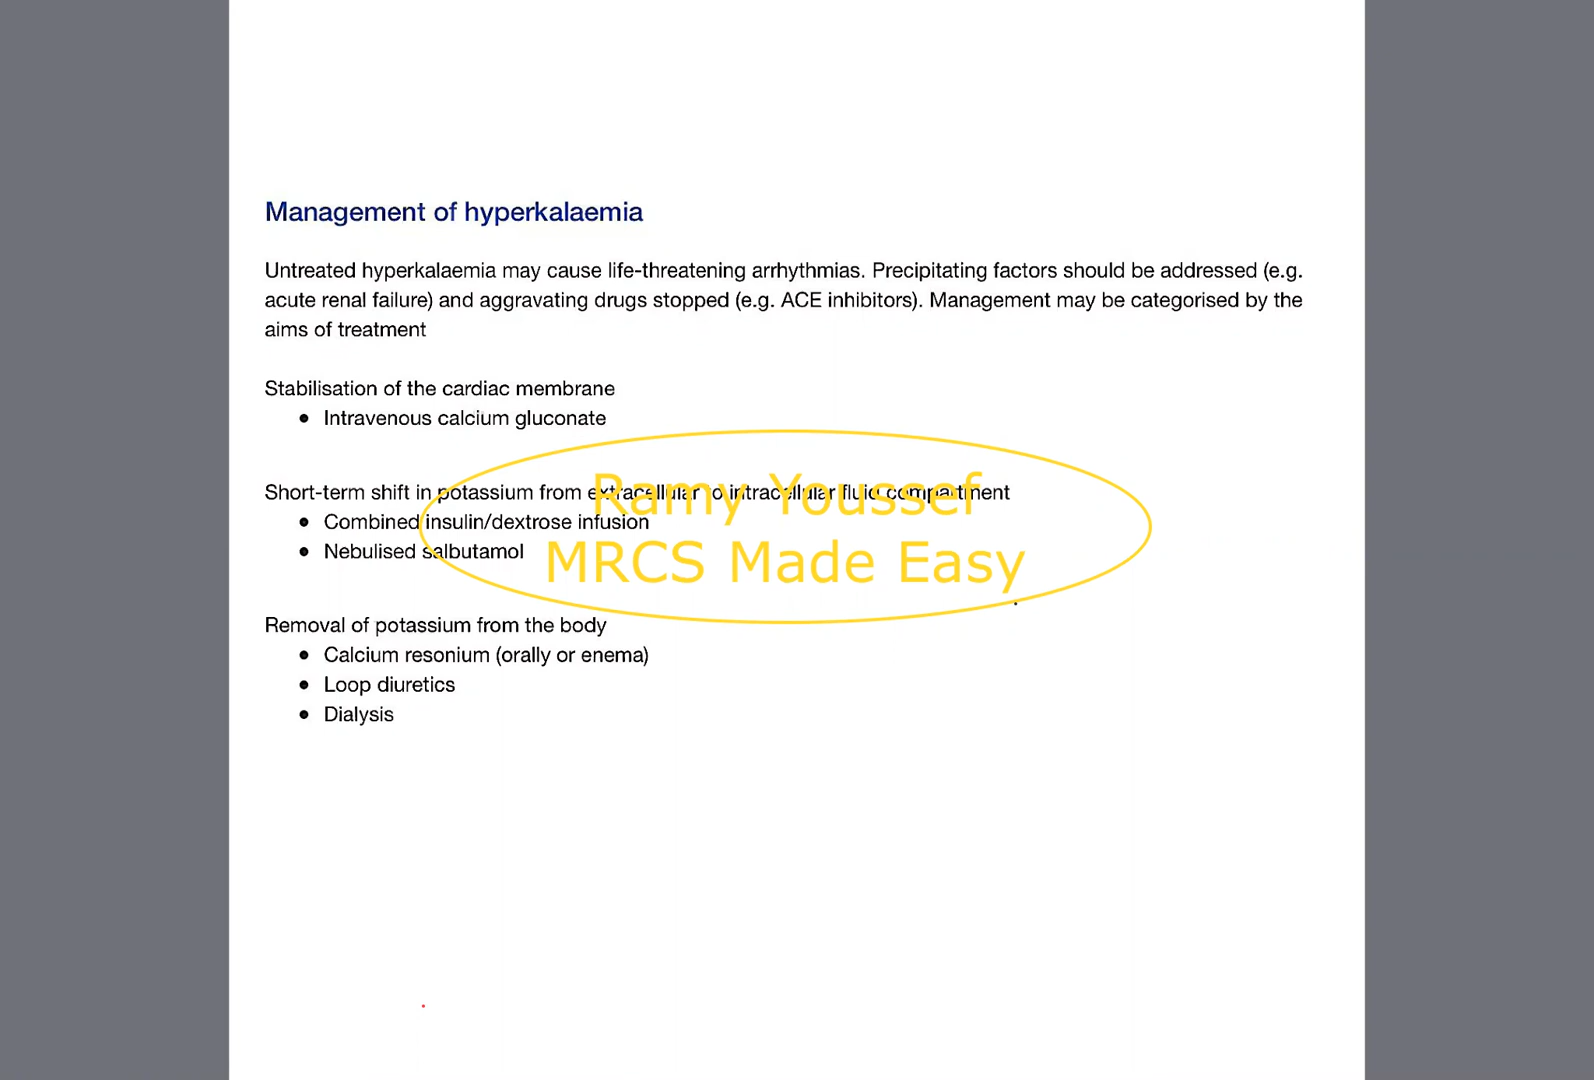 Management of hyperkalaemia
Untreated hyperkalaemia may cause life-threatening arrhythmias. Precipitating factors should be addressed (e.g.
acute renal failure) and aggravating drugs stopped (e.g. ACE inhibitors). Management may be categorised by the
aims of treatment
Stabilisation of the cardiac membrane
• Intravenous calcium gluconate
Short-term shift in potassium from extracellular to intracellular fluid compartment
• Combined insulin/dextrose infusion
• Nebulised salbutamol
Ramy Youssef
MRCS Made Easy
Removal of potassium from the body
• Calcium resonium (orally or enema)
• Loop diuretics
• Dialysis